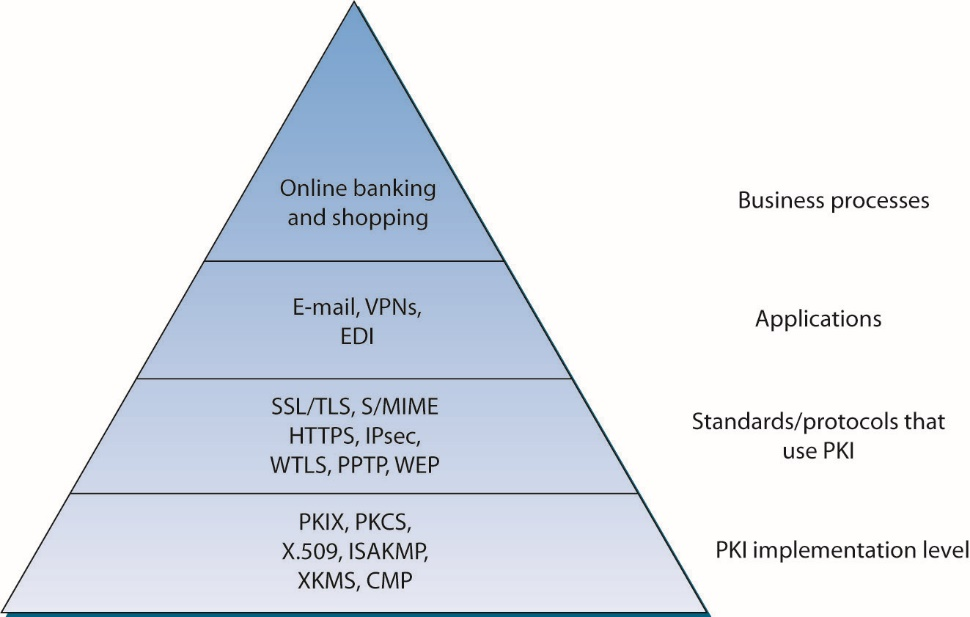 Online banking
and shopping
Business processes
E-mail, VPNs,
EDI
Applications
SSL/TLS, S/MIME
HTTPS, IPsec,
WTLS, PPTP, WEP
Standards/protocols that
use PKI
PKIX, PKCS,
X.509, ISAKMP,
XKMS, CMP
PKI implementation level